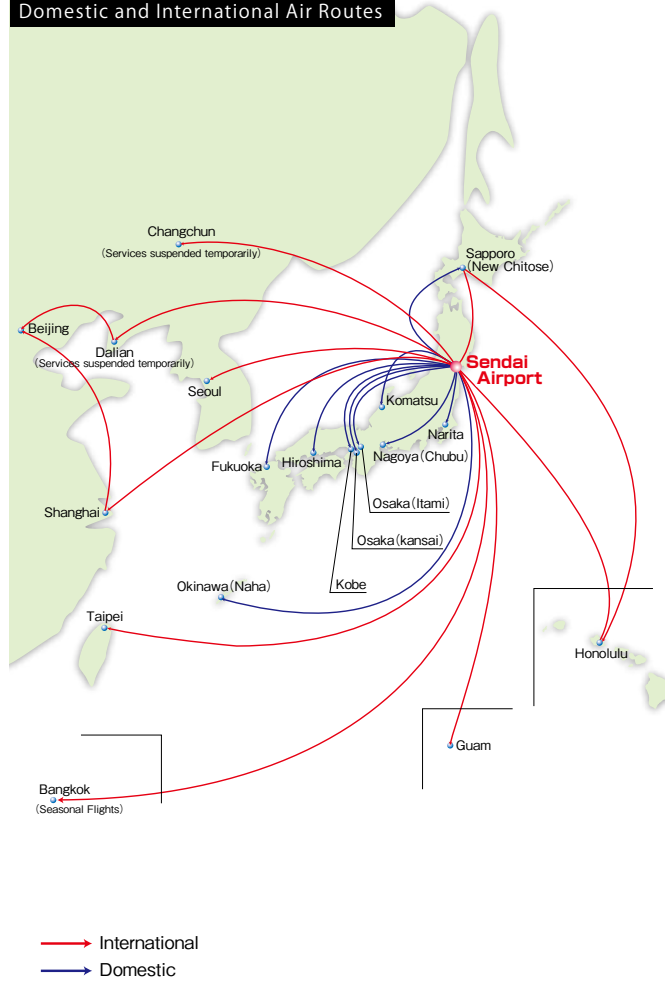 Domestic and International Air Routes
Changchun
(Services suspended temporarily)
Sapporo
(New Chitose)
Beijing
Dalian
(Services suspended temporarily)
Seoul
Sendai
Airport
Komatsu
Narita
Nagoya(Chubu)
Fukuoka
Hiroshima
Osaka(Itami)
Shanghai
Osaka(kansai)
Kobe
Okinawa(Naha)
Taipei
Honolulu
Guam
Bangkok
(Seasonal Flights)
International
Domestic